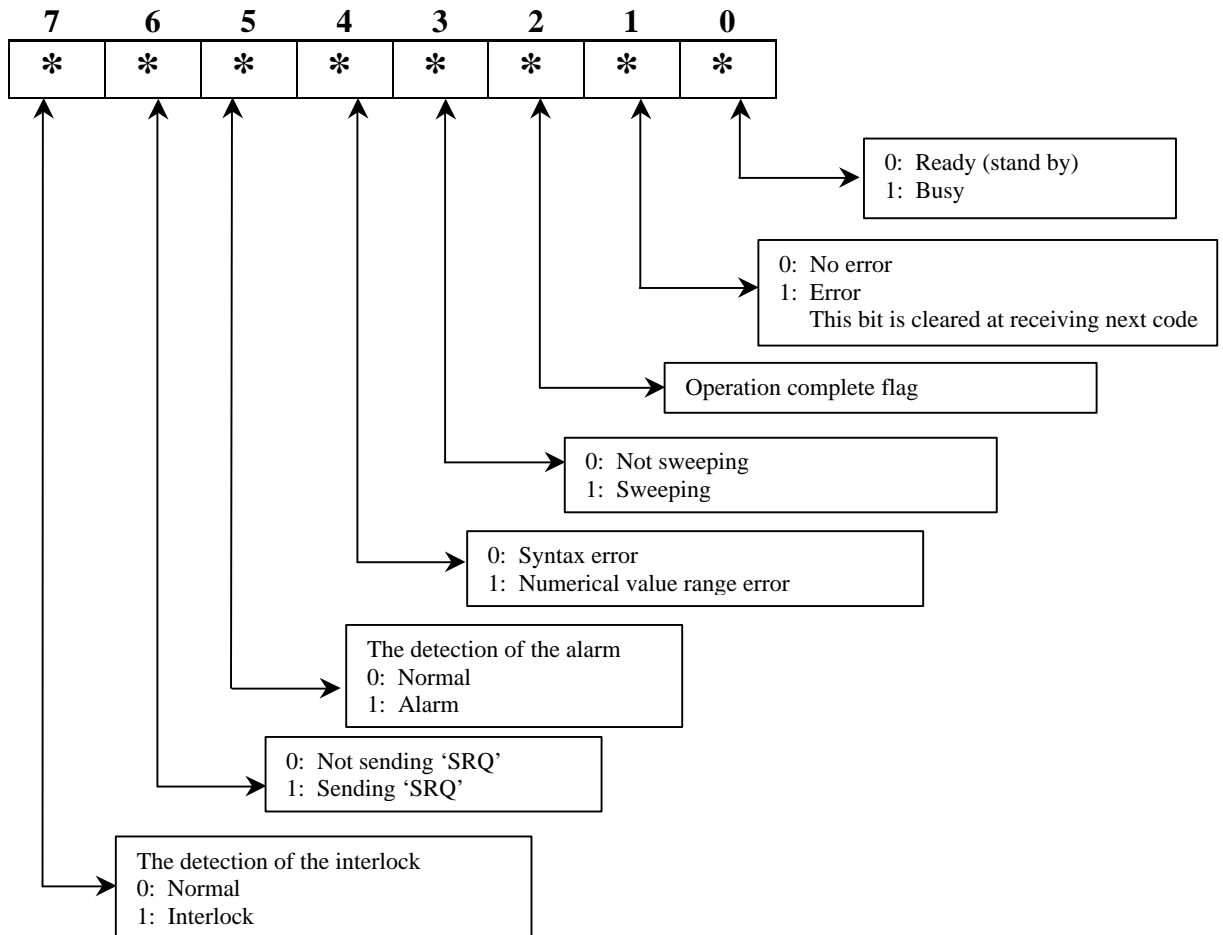 7 6 5 4 3 2 1 0
* * * * * * * *
0: Ready (stand by)
1: Busy
0: No error
1: Error
This bit is cleared at receiving next code
Operation complete flag
0: Not sweeping
1: Sweeping
0: Syntax error
1: Numerical value range error
The detection of the alarm
0: Normal
1: Alarm
0: Not sending ‘SRQ’
1: Sending ‘SRQ’
The detection of the interlock
0: Normal
1: Interlock